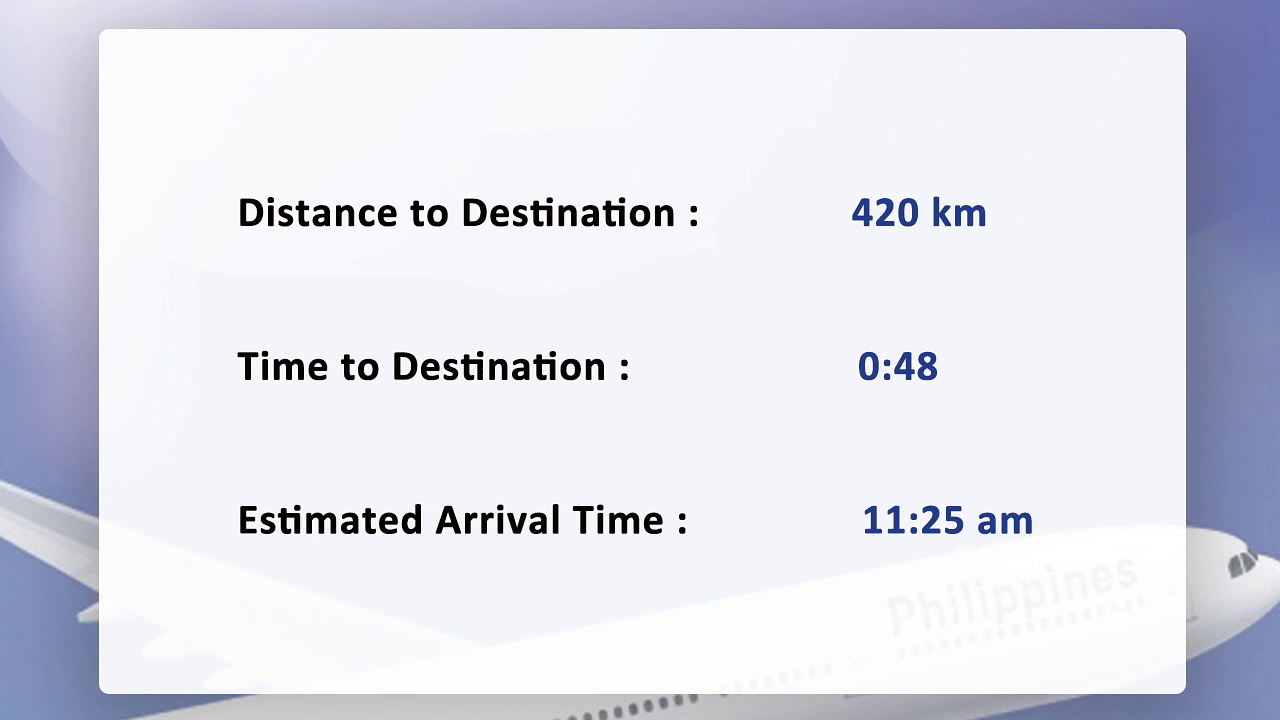 Distance to Destination : 420 km
Time to Destination : 0:48
Estimated Arrival Time : 11:25 am
Philippines